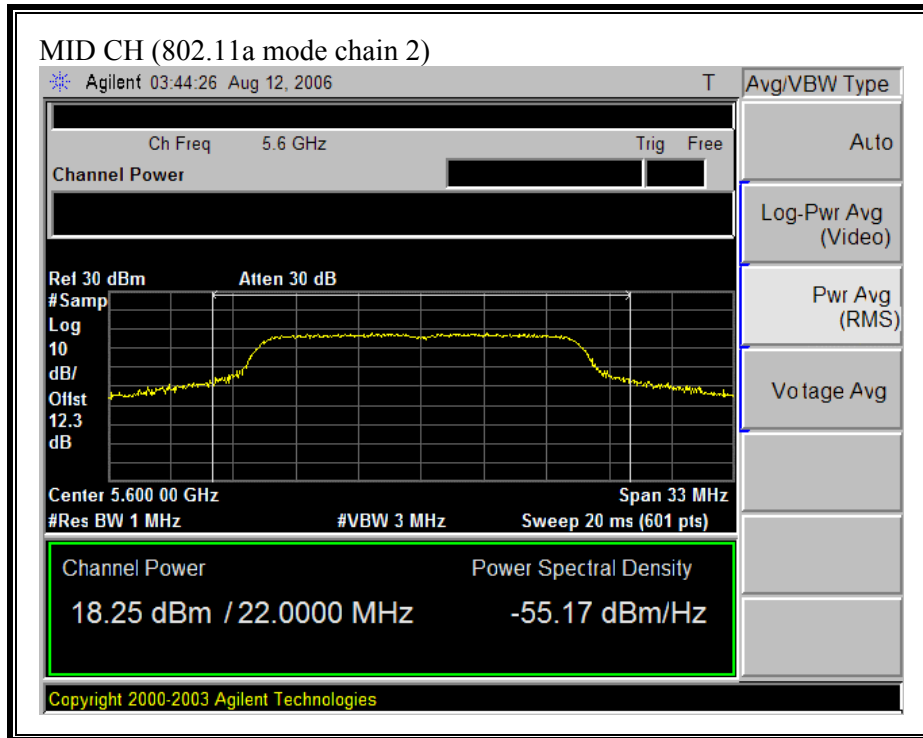 MID CH (802.11a mode chain 2)
Agilent 03:44:26 Aug 12, 2006 T
Avg/VBW Type
Ch Freq 5.6 GHz Trig Free
Channel Power
Auto
Log-Pwr Avg
(Video)
Pwr Avg
(RMS)
Votage Avg
Ref 30 dBm Atten 30 dB
#Samp
Log
10
dB/
Offst
12.3
dB
Center 5.600 00 GHz Span 33 MHz
#Res BW 1 MHz #VBW 3 MHz Sweep 20 ms (601 pts)
Channel Power Power Spectral Density
18.25 dBm / 22.0000 MHz -55.17 dBm/Hz
Copyright 2000-2003 Agilent Technologies